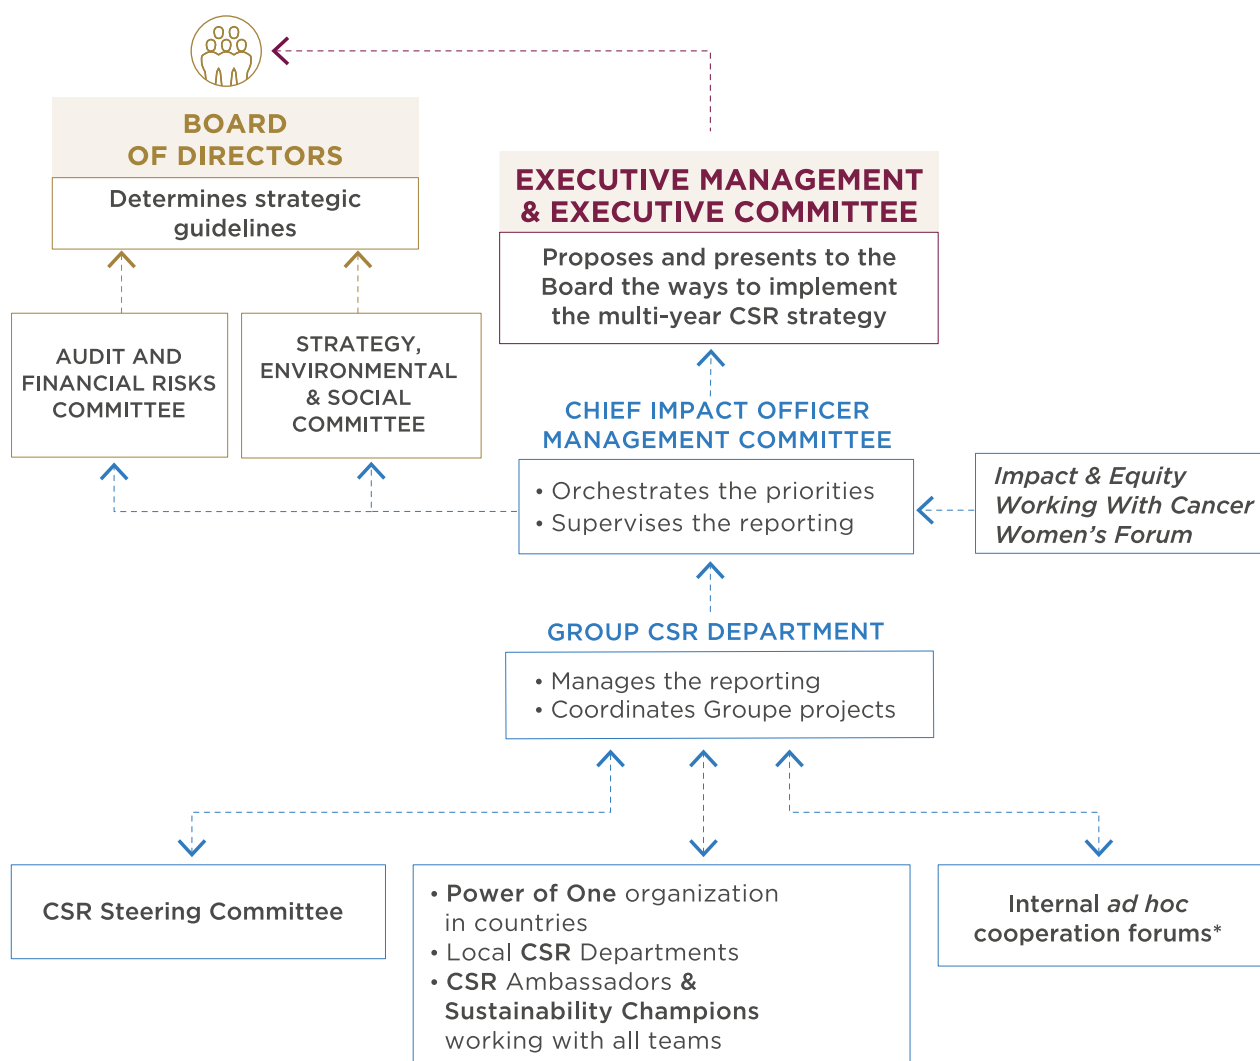 BOARD
OF DIRECTORS
Determines strategic
guidelines
EXECUTIVE MANAGEMENT
& EXECUTIVE COMMITTEE
Proposes and presents to the
Board the ways to implement
the multi-year CSR strategy
AUDIT AND
FINANCIAL RISKS
COMMITTEE
STRATEGY,
ENVIRONMENTAL
& SOCIAL
COMMITTEE
CHIEF IMPACT OFFICER
MANAGEMENT COMMITTEE
• Orchestrates the priorities
• Supervises the reporting
Impact & Equity
Working With Cancer
Women’s Forum
GROUP CSR DEPARTMENT
• Manages the reporting
• Coordinates Groupe projects
CSR Steering Committee
• Power of One organization
in countries
• Local CSR Departments
• CSR Ambassadors &
Sustainability Champions
working with all teams
Internal ad hoc
cooperation forums*